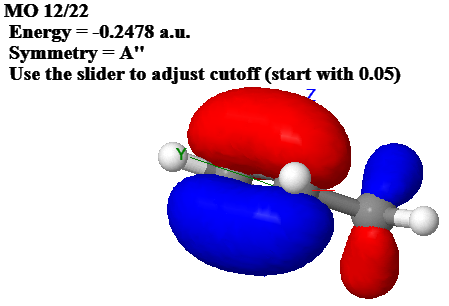 MO 12/22
Energy = -0.2478 a.u.
Symmetry = A"
Use the slider to adjust cutoff (start with 0.05)
Z
Y